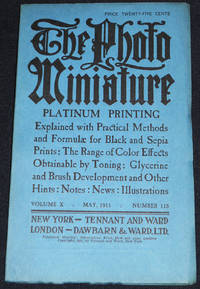 PRICE TWENTY-FIVE CENTS
The Photo
Miniature
PLATINUM PRINTING
Explained with Practical Methods
and Formulæ for Black and Sepia
Prints; The Range of Color Effects
Obtainable by Toning; Glycerine
and Brush Development and Other
Hints: Notes: News: Illustrations
VOLUME X · MAY, 1911 · NUMBER 115
NEW YORK — TENNANT AND WARD
LONDON — DAWBARN & WARD, LTD.